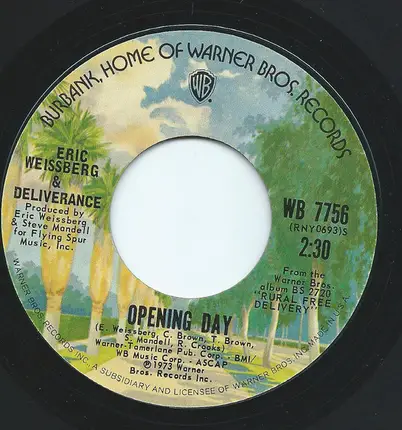 BURBANK, HOME OF WARNER BROS. RECORDS
WB
ERIC
WEISSBERG
&
DELIVERANCE
Produced by
Eric Weissberg
& Steve Mandell
for Flying Spur
Music, Inc.
WB 7756
(RNY0693)S
2:30
From the
Warner Bros.
album BS 2720
"RURAL FREE
DELIVERY"
OPENING DAY
(E. Weissberg, C. Brown, T. Brown,
S. Mandell, R. Crooks)
Warner-Tamerlane Pub. Corp. - BMI/
WB Music Corp. - ASCAP
℗1973 Warner
Bros. Records Inc.
WARNER BROS. RECORDS INC., A SUBSIDIARY AND LICENSEE OF WARNER BROS. INC. MADE IN U.S.A.